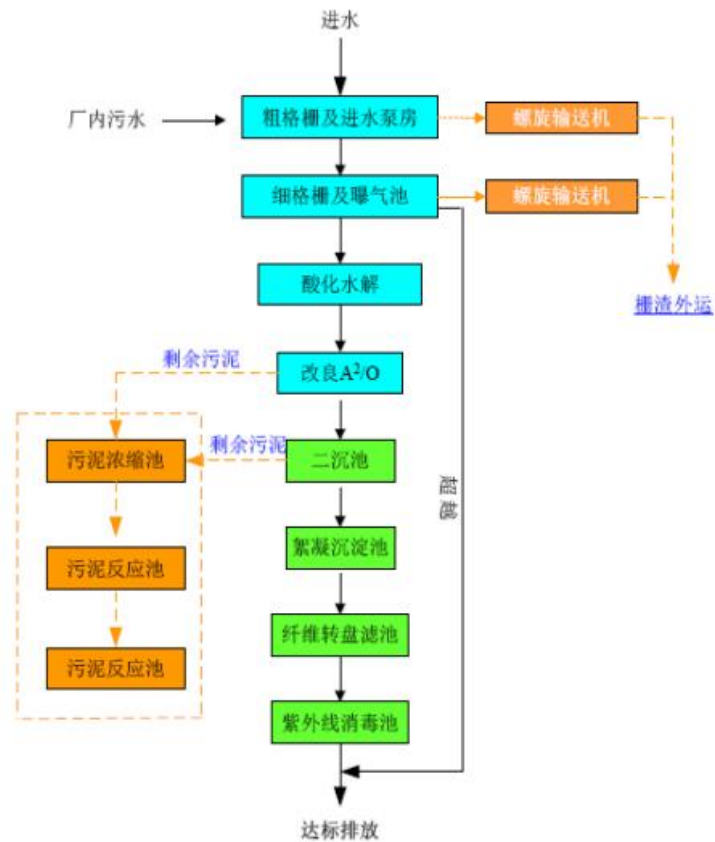 进水
厂内污水
粗格栅及进水泵房
螺旋输送机
细格栅及曝气池
螺旋输送机
酸化水解
栅渣外运
剩余污泥
改良A²/O
污泥浓缩池
剩余污泥
二沉池
超越
污泥反应池
絮凝沉淀池
纤维转盘滤池
污泥反应池
紫外线消毒池
达标排放